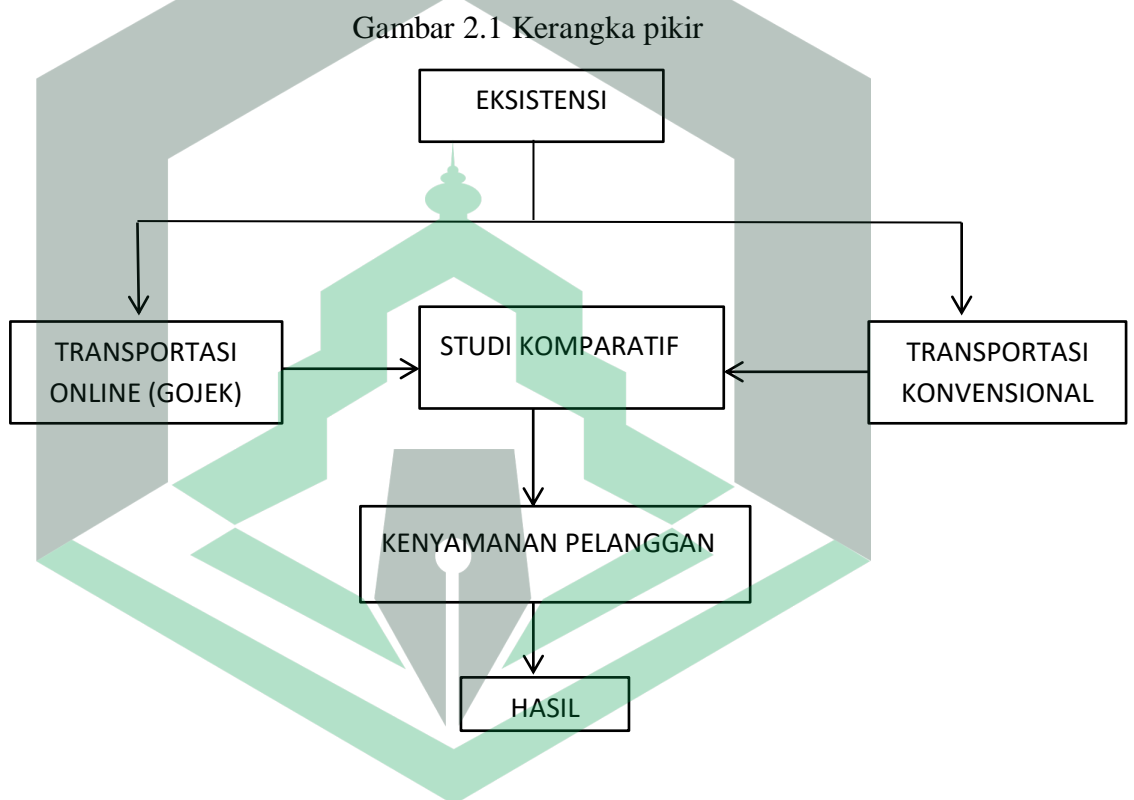 Gambar 2.1 Kerangka pikir
EKSISTENSI
TRANSPORTASI
ONLINE (GOJEK)
STUDI KOMPARATIF
TRANSPORTASI
KONVENSIONAL
KENYAMANAN PELANGGAN
HASIL